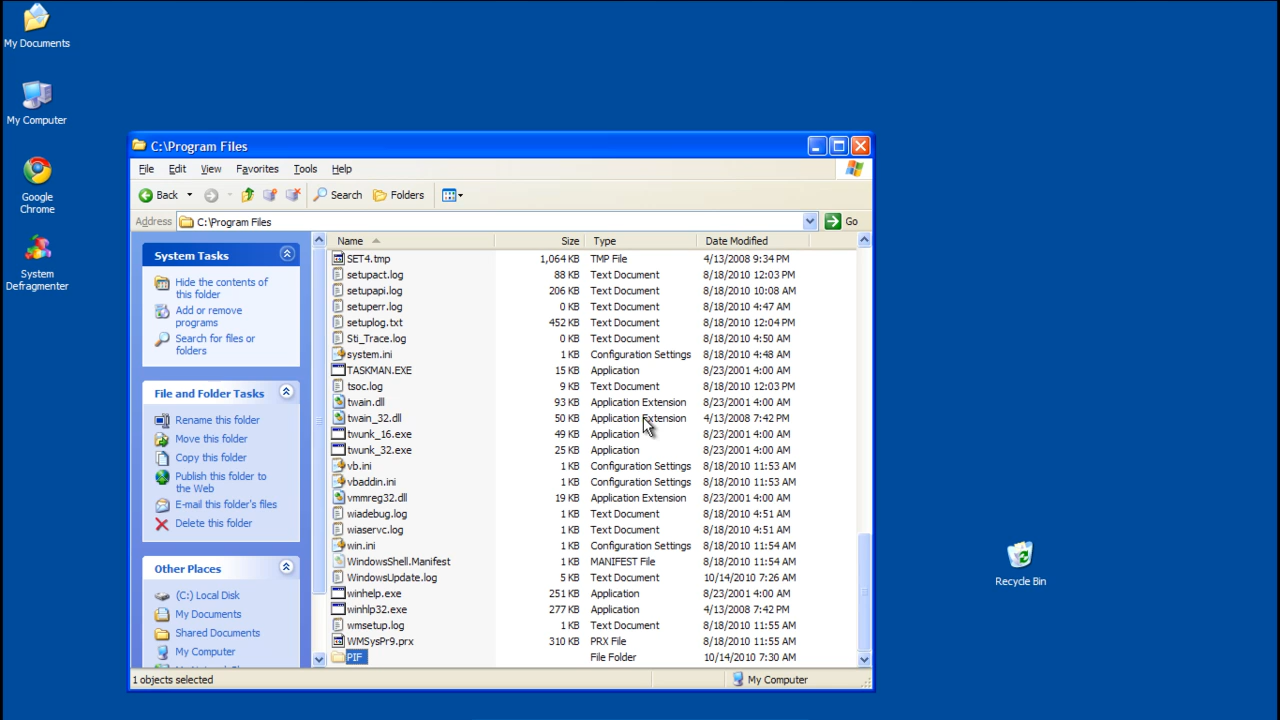 My Documents
My Computer
Google
Chrome
System
Defragmenter
C:\Program Files
File Edit View Favorites Tools Help
Back Search Folders
Address C:\Program Files Go
System Tasks
Hide the contents of
this folder
Add or remove
programs
Search for files or
folders
File and Folder Tasks
Rename this folder
Move this folder
Copy this folder
Publish this folder to
the Web
E-mail this folder's files
Delete this folder
Other Places
(C:) Local Disk
My Documents
Shared Documents
My Computer
Name Size Type Date Modified
SET4.tmp 1,064 KB TMP File 4/13/2008 9:34 PM
setupact.log 88 KB Text Document 8/18/2010 12:03 PM
setupapi.log 206 KB Text Document 8/18/2010 10:08 AM
setuperr.log 0 KB Text Document 8/18/2010 4:47 AM
setuplog.txt 452 KB Text Document 8/18/2010 12:04 PM
Sti_Trace.log 0 KB Text Document 8/18/2010 4:50 AM
system.ini 1 KB Configuration Settings 8/18/2010 4:48 AM
TASKMAN.EXE 15 KB Application 8/23/2001 4:00 AM
tsoc.log 9 KB Text Document 8/18/2010 12:03 PM
twain.dll 93 KB Application Extension 8/23/2001 4:00 AM
twain_32.dll 50 KB Application Extension 4/13/2008 7:42 PM
twunk_16.exe 49 KB Application 8/23/2001 4:00 AM
twunk_32.exe 25 KB Application 8/23/2001 4:00 AM
vb.ini 1 KB Configuration Settings 8/18/2010 11:53 AM
vbaddin.ini 1 KB Configuration Settings 8/18/2010 11:53 AM
vmmreg32.dll 19 KB Application Extension 8/23/2001 4:00 AM
wiadebug.log 1 KB Text Document 8/18/2010 4:51 AM
wiaservc.log 1 KB Text Document 8/18/2010 4:51 AM
win.ini 1 KB Configuration Settings 8/18/2010 11:54 AM
WindowsShell.Manifest 1 KB MANIFEST File 8/18/2010 11:54 AM
WindowsUpdate.log 5 KB Text Document 10/14/2010 7:26 AM
winhelp.exe 251 KB Application 8/23/2001 4:00 AM
winhlp32.exe 277 KB Application 4/13/2008 7:42 PM
wmsetup.log 1 KB Text Document 8/18/2010 11:55 AM
WMSysPr9.prx 310 KB PRX File 8/18/2010 11:55 AM
PIF File Folder 10/14/2010 7:30 AM
1 objects selected My Computer
Recycle Bin